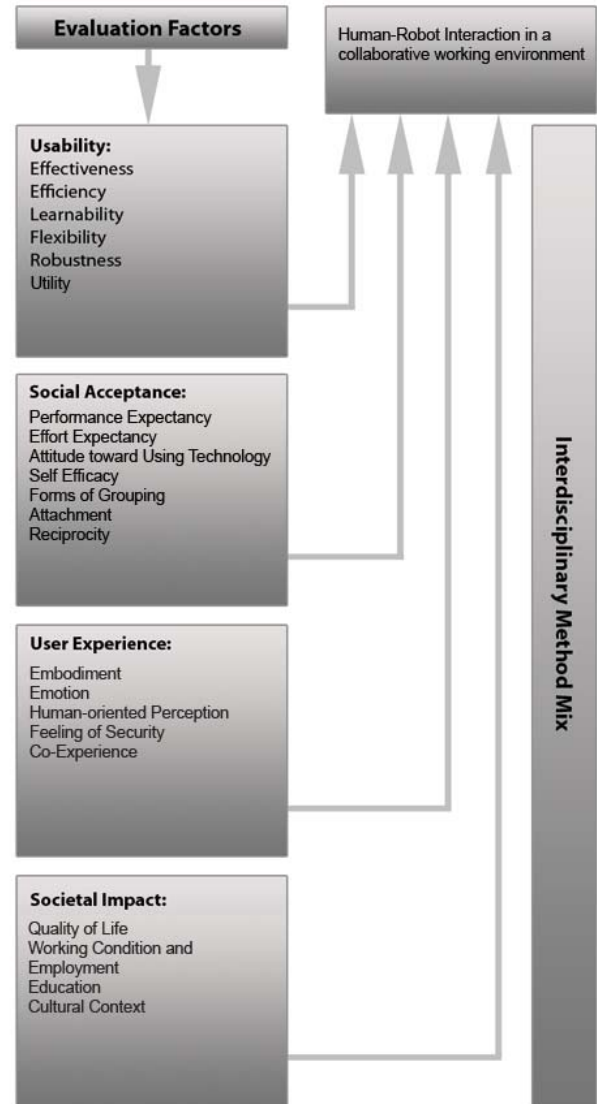 Evaluation Factors
Human-Robot Interaction in a
collaborative working environment
Usability:
Effectiveness
Efficiency
Learnability
Flexibility
Robustness
Utility
Social Acceptance:
Performance Expectancy
Effort Expectancy
Attitude toward Using Technology
Self Efficacy
Forms of Grouping
Attachment
Reciprocity
User Experience:
Embodiment
Emotion
Human-oriented Perception
Feeling of Security
Co-Experience
Societal Impact:
Quality of Life
Working Condition and
Employment
Education
Cultural Context
Interdisciplinary Method Mix